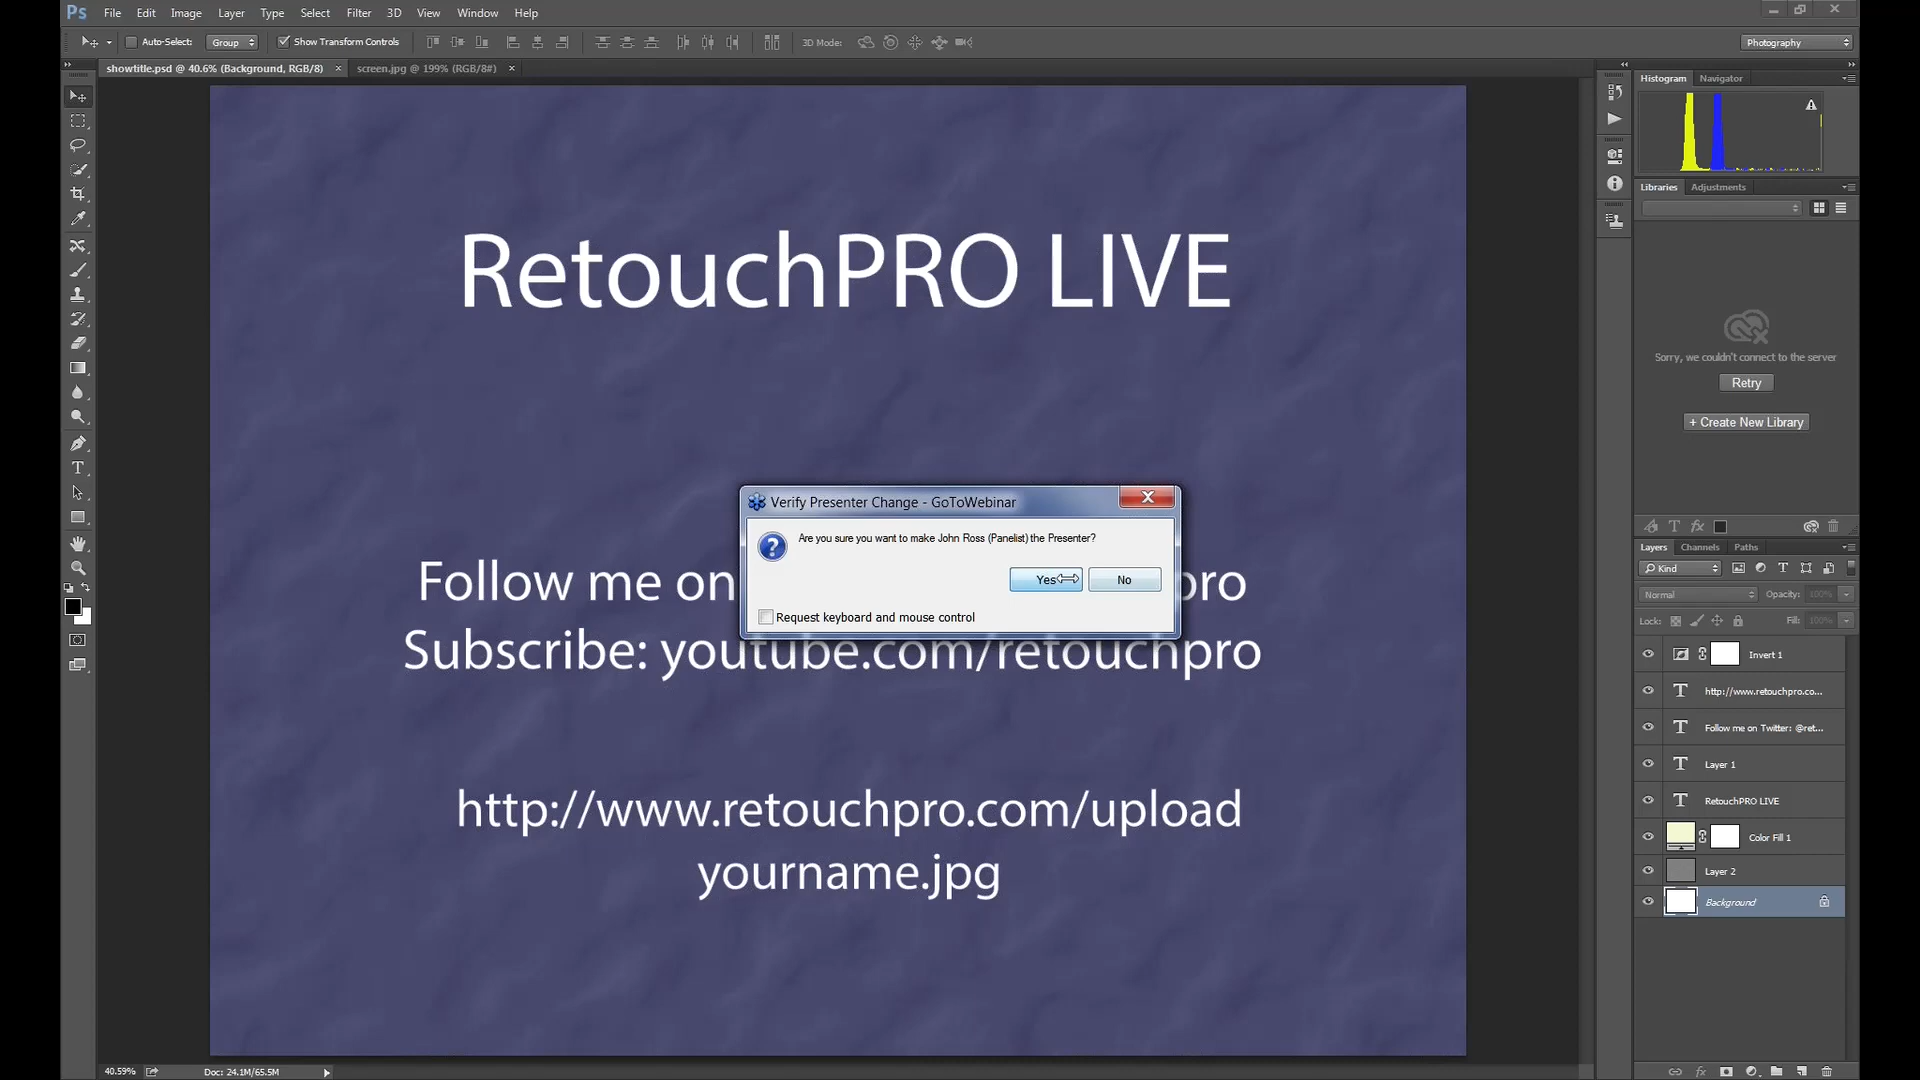 Ps File Edit Image Layer Type Select Filter 3D View Window Help
Auto-Select: Group Show Transform Controls 3D Mode: Photography
showtitle.psd @ 40.6% (Background, RGB/8) × screen.jpg @ 199% (RGB/8#) ×
Histogram Navigator
Libraries Adjustments
Sorry, we couldn't connect to the server
Retry
+ Create New Library
RetouchPRO LIVE
Verify Presenter Change - GoToWebinar
Are you sure you want to make John Ross (Panelist) the Presenter?
Yes No
Request keyboard and mouse control
Follow me on pro
Subscribe: youtube.com/retouchpro
http://www.retouchpro.com/upload
yourname.jpg
Layers Channels Paths
Kind
Normal Opacity: 100%
Lock: Fill: 100%
Invert 1
http://www.retouchpro.co...
Follow me on Twitter: @ret...
Layer 1
RetouchPRO LIVE
Color Fill 1
Layer 2
Background
40.59% Doc: 24.1M/65.5M